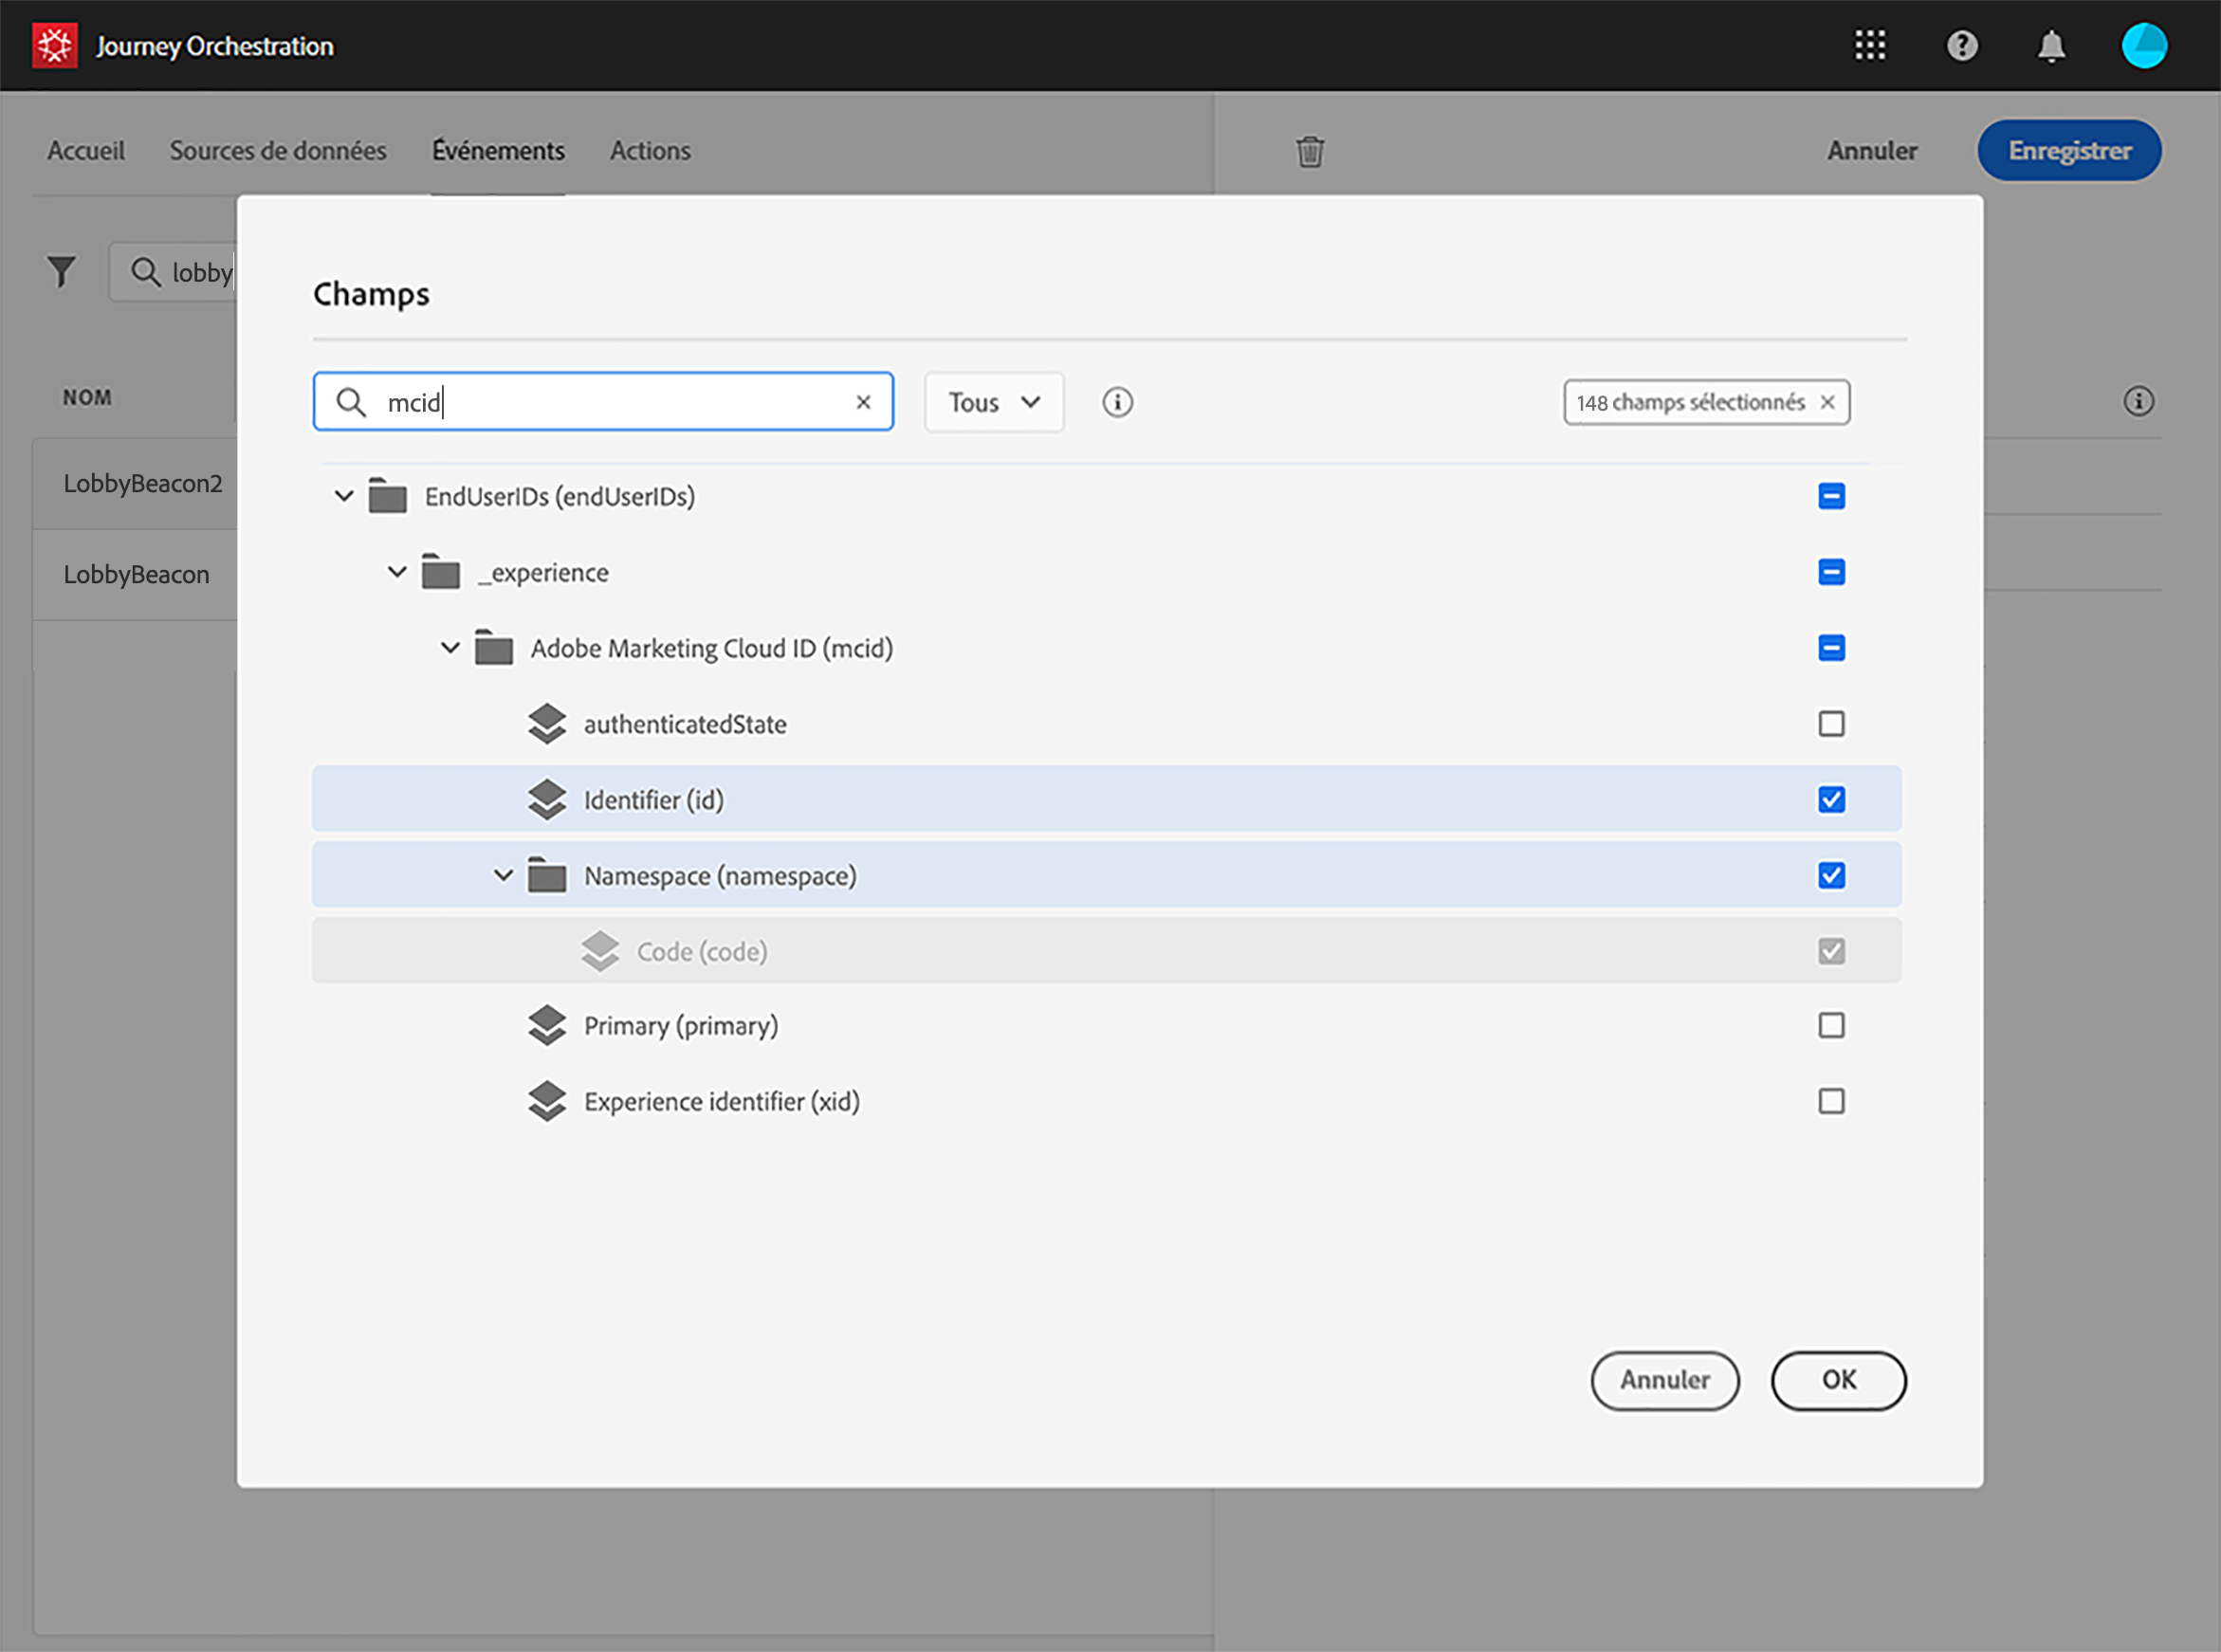 Journey Orchestration
Accueil Sources de données Événements Actions Annuler Enregistrer
lobby
Champs
NOM
mcid Tous 148 champs sélectionnés
LobbyBeacon2
LobbyBeacon
EndUserIDs (endUserIDs)
_experience
Adobe Marketing Cloud ID (mcid)
authenticatedState
Identifier (id)
Namespace (namespace)
Code (code)
Primary (primary)
Experience identifier (xid)
Annuler OK